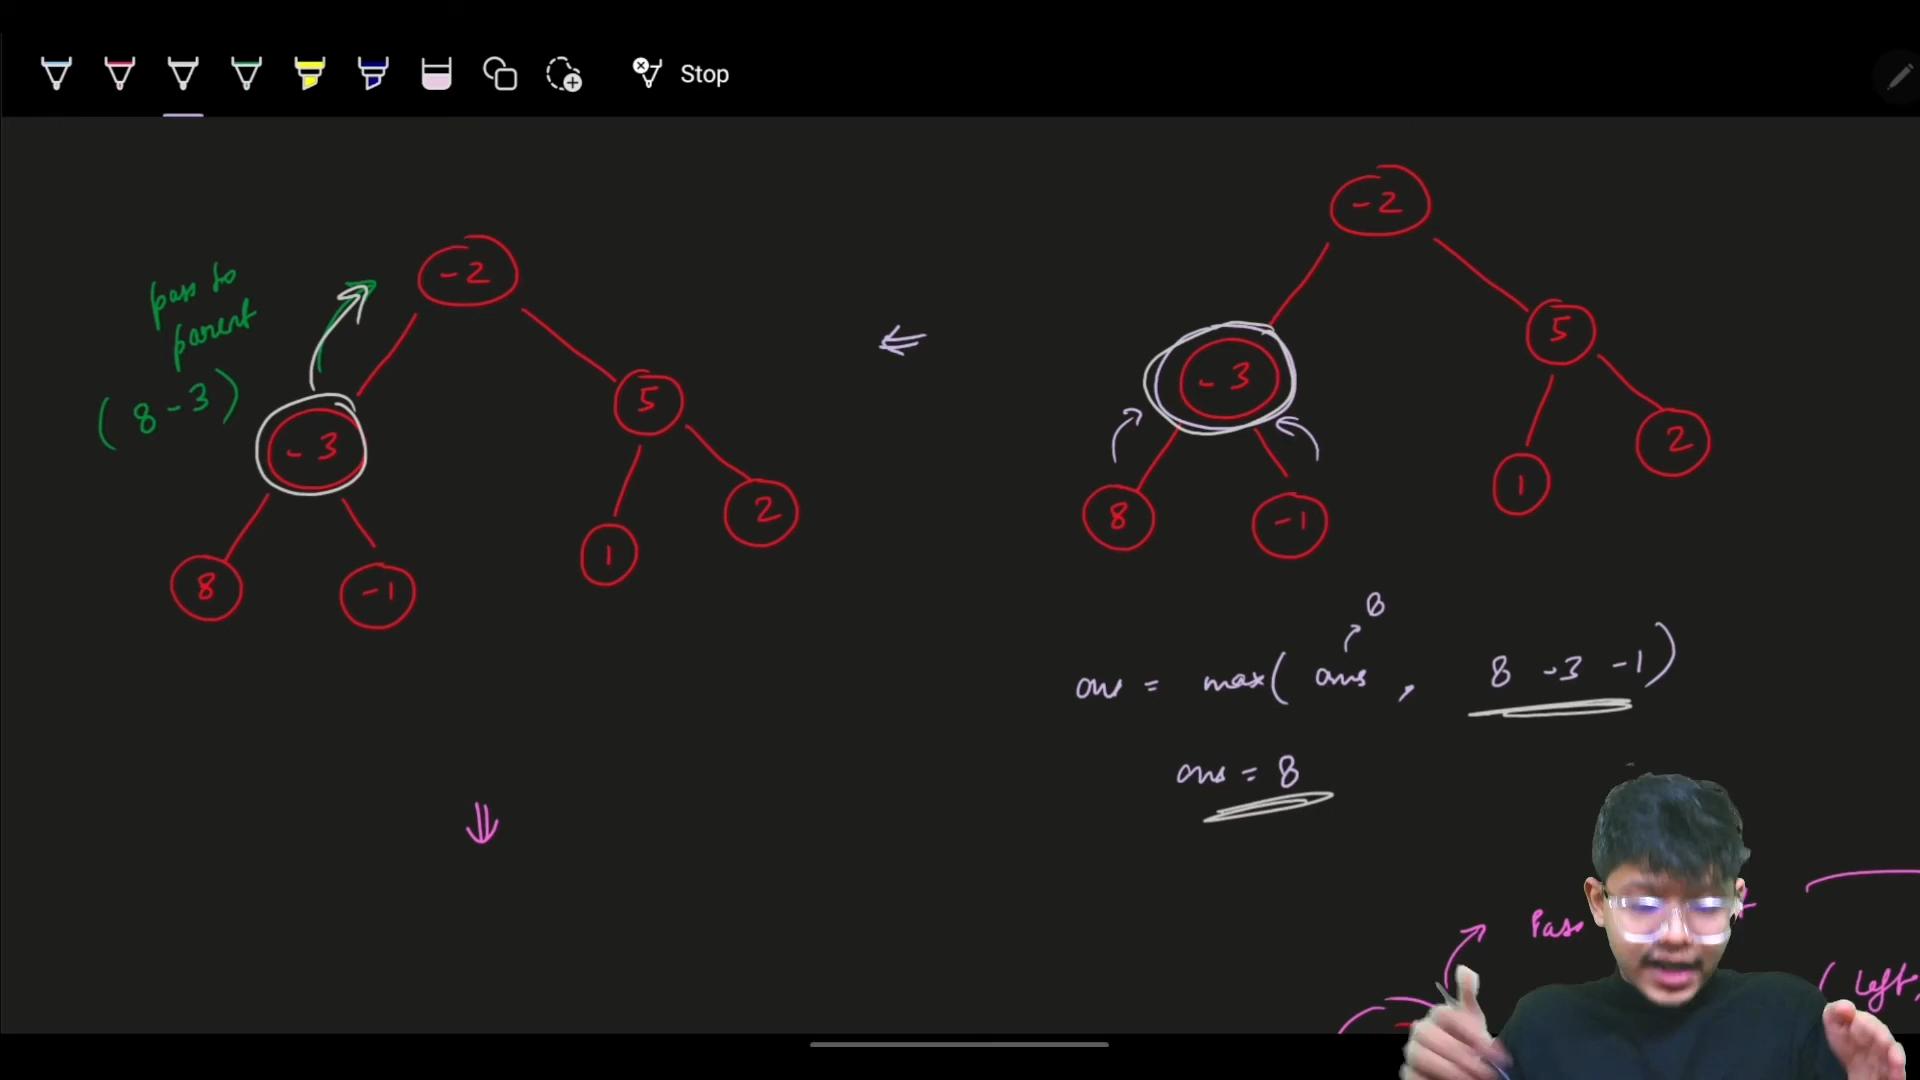 Stop
-2
5
-3
1
2
8
-1
pass to
parent
(8-3)
-2
5
-3
1
2
8
-1
8
ans = max( ans , 8 -3 -1)
ans = 8
Pass
( left,